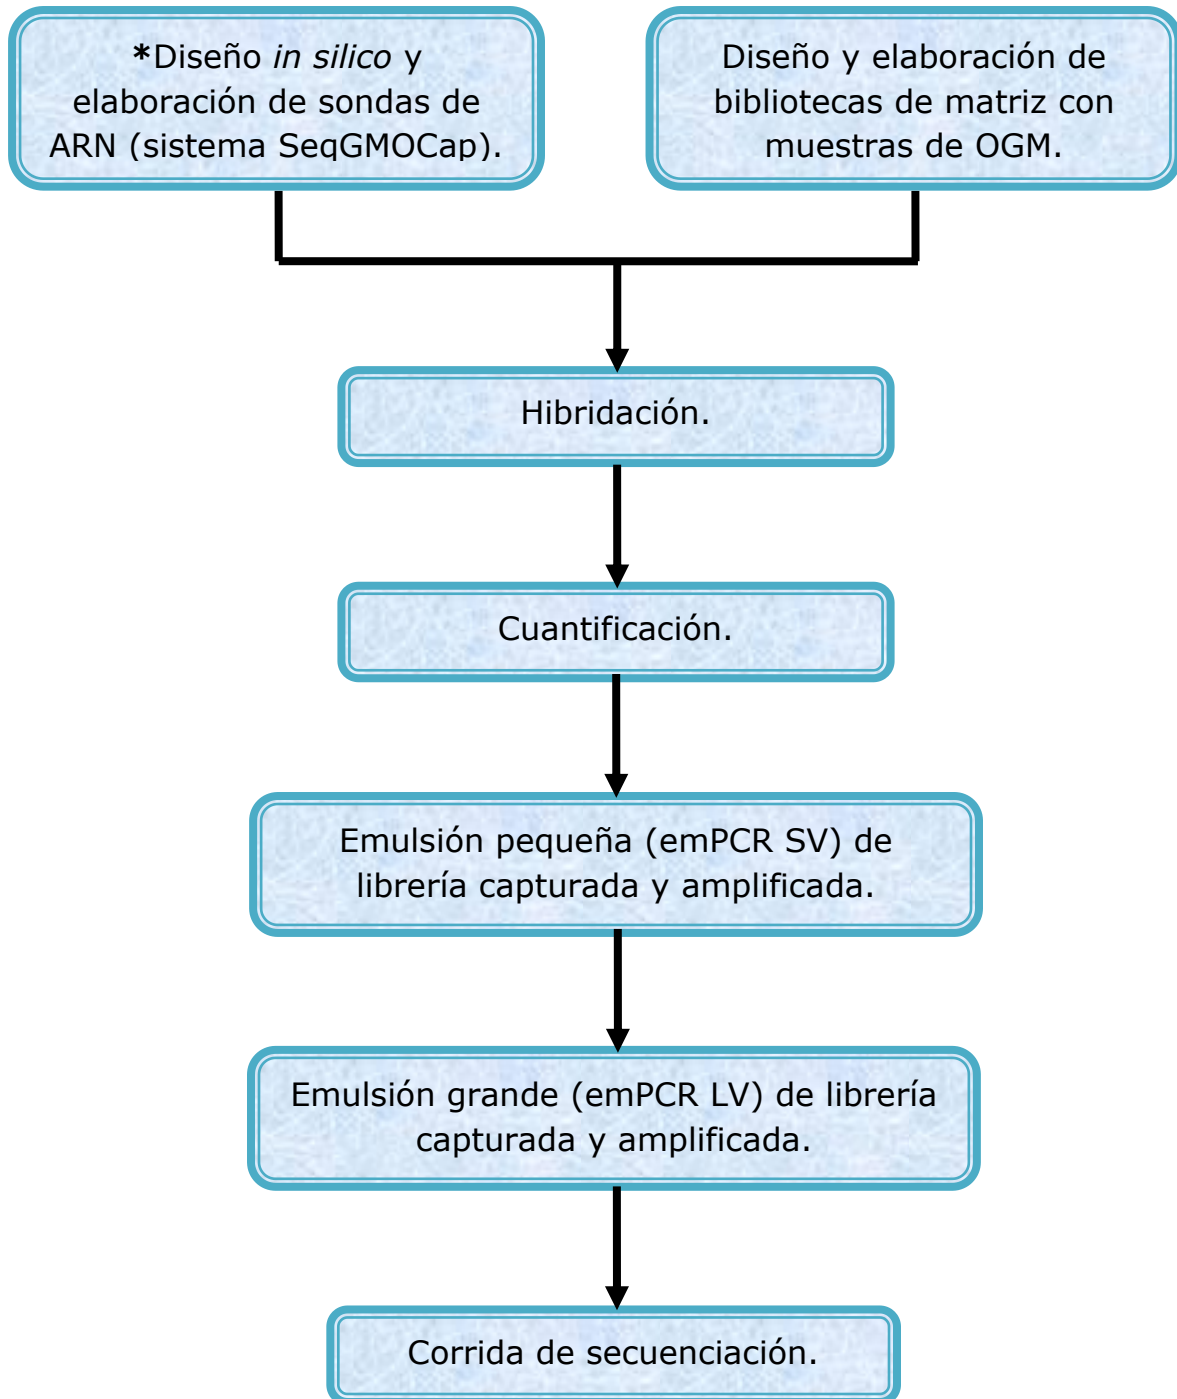 *Diseño in silico y
elaboración de sondas de
ARN (sistema SeqGMOCap).
Diseño y elaboración de
bibliotecas de matriz con
muestras de OGM.
Hibridación.
Cuantificación.
Emulsión pequeña (emPCR SV) de
librería capturada y amplificada.
Emulsión grande (emPCR LV) de librería
capturada y amplificada.
Corrida de secuenciación.